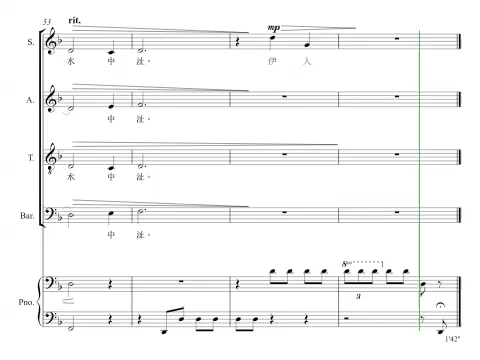 53 rit.
mp
S.
水 中 沚， 伊 人
A.
中 沚，
T.
水 中 沚，
8
Bar.
中 沚，
8va
Pno.
3
1'42"